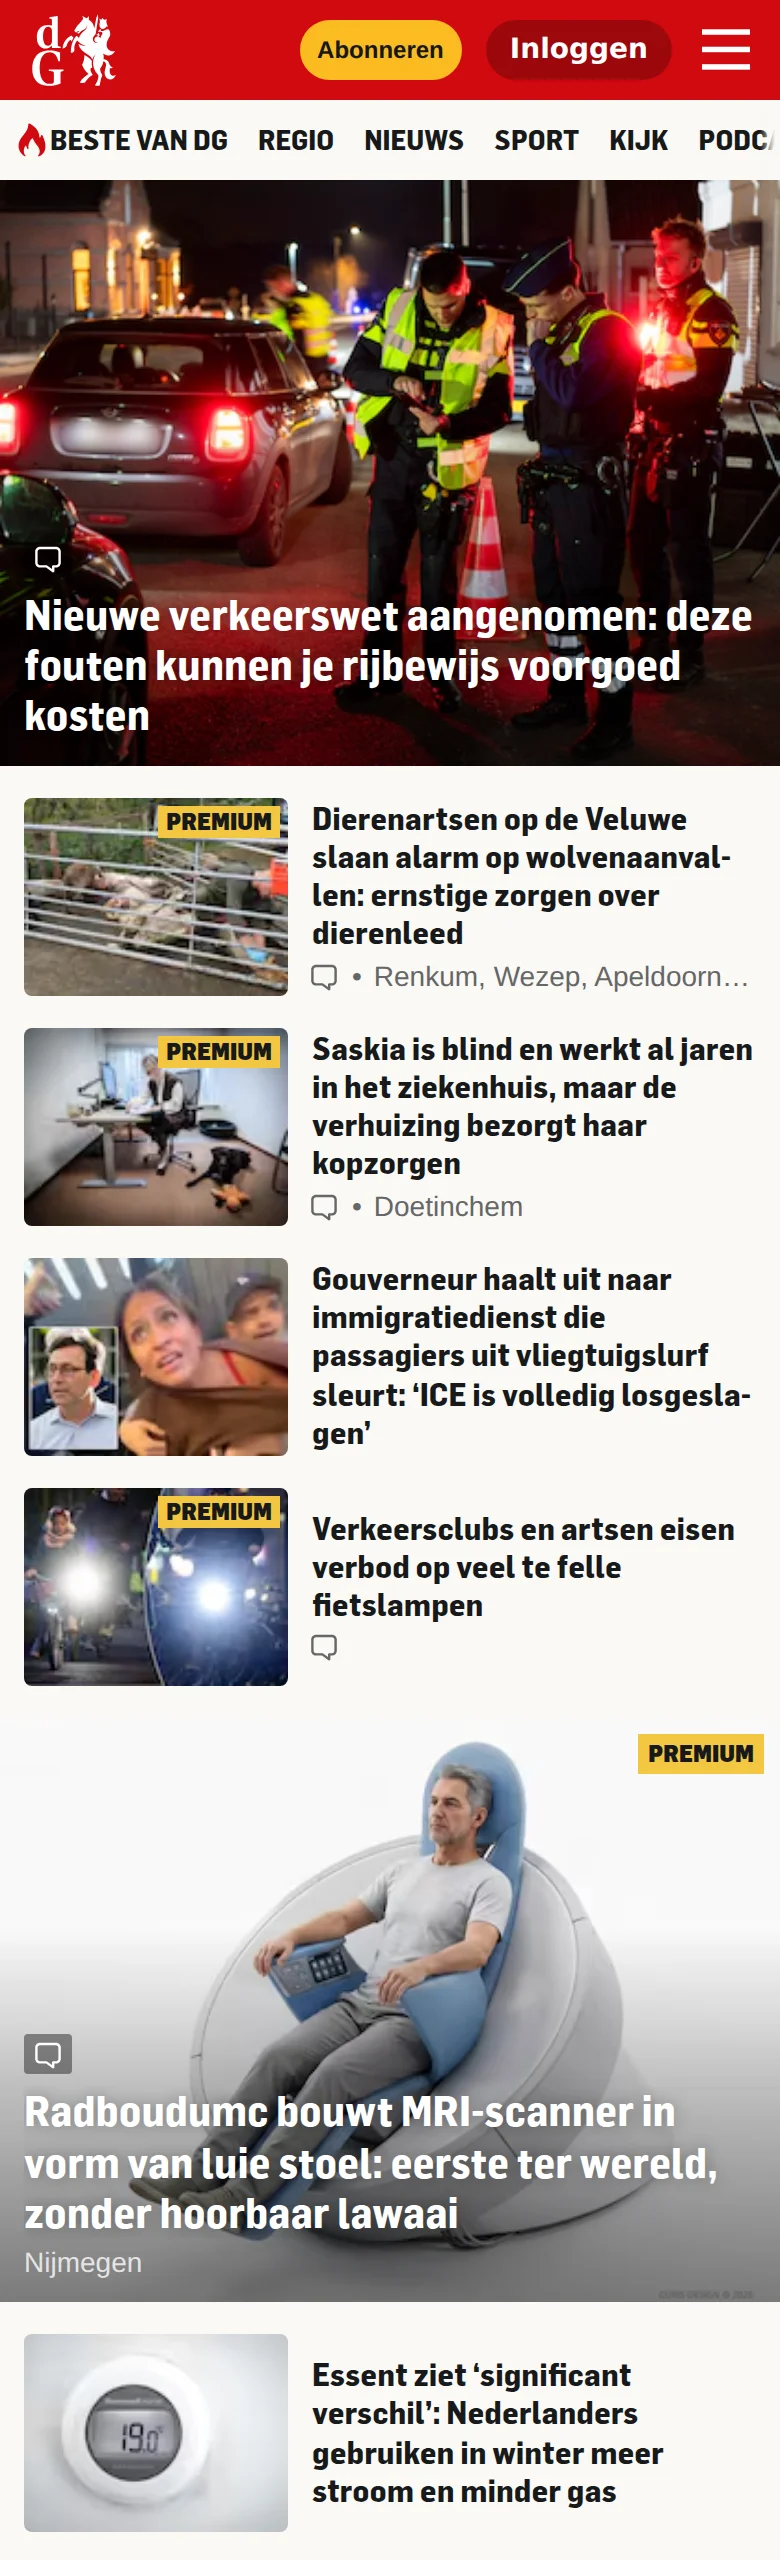 dG
Abonneren
Inloggen
BESTE VAN DG REGIO NIEUWS SPORT KIJK PODCA
Nieuwe verkeerswet aangenomen: deze
fouten kunnen je rijbewijs voorgoed
kosten
PREMIUM
Dierenartsen op de Veluwe
slaan alarm op wolvenaanval-
len: ernstige zorgen over
dierenleed
• Renkum, Wezep, Apeldoorn…
PREMIUM
Saskia is blind en werkt al jaren
in het ziekenhuis, maar de
verhuizing bezorgt haar
kopzorgen
• Doetinchem
Gouverneur haalt uit naar
immigratiedienst die
passagiers uit vliegtuigslurf
sleurt: ‘ICE is volledig losgesla-
gen’
PREMIUM
Verkeersclubs en artsen eisen
verbod op veel te felle
fietslampen
PREMIUM
Radboudumc bouwt MRI-scanner in
vorm van luie stoel: eerste ter wereld,
zonder hoorbaar lawaai
Nijmegen
19.0
Essent ziet ‘significant
verschil’: Nederlanders
gebruiken in winter meer
stroom en minder gas